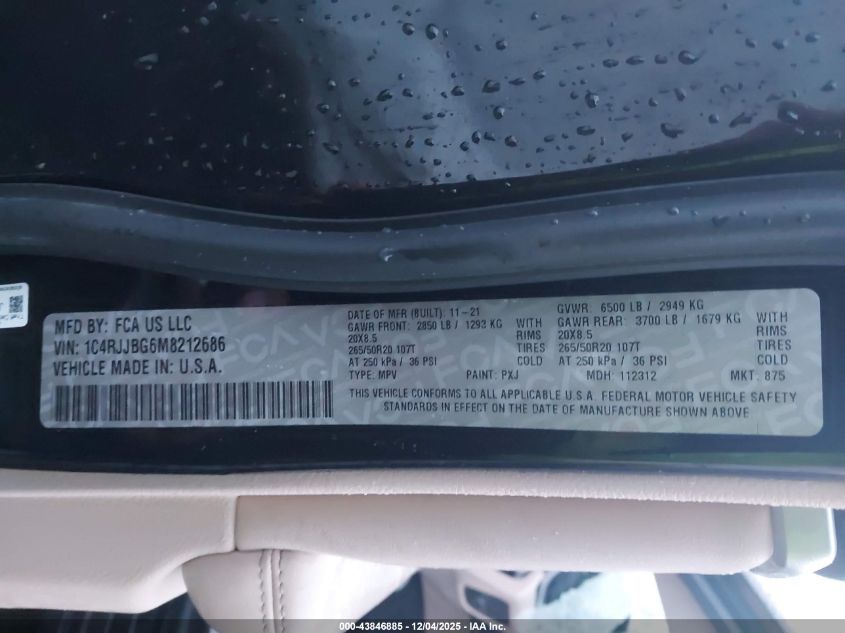 MFD BY: FCA US LLC
VIN: 1C4RJJBG6M8212686
VEHICLE MADE IN: U.S.A.
DATE OF MFR (BUILT): 11-21
GAWR FRONT: 2850 LB / 1293 KG
20X8.5 WITH RIMS
265/50R20 107T TIRES
AT 250 kPa / 36 PSI COLD
TYPE: MPV PAINT: PXJ
GVWR: 6500 LB / 2949 KG
GAWR REAR: 3700 LB / 1679 KG
20X8.5 WITH RIMS
265/50R20 107T TIRES
AT 250 kPa / 36 PSI COLD
MDH: 112312 MKT: 875
THIS VEHICLE CONFORMS TO ALL APPLICABLE U.S.A. FEDERAL MOTOR VEHICLE SAFETY
STANDARDS IN EFFECT ON THE DATE OF MANUFACTURE SHOWN ABOVE
000-43846885 - 12/04/2025 - IAA Inc.